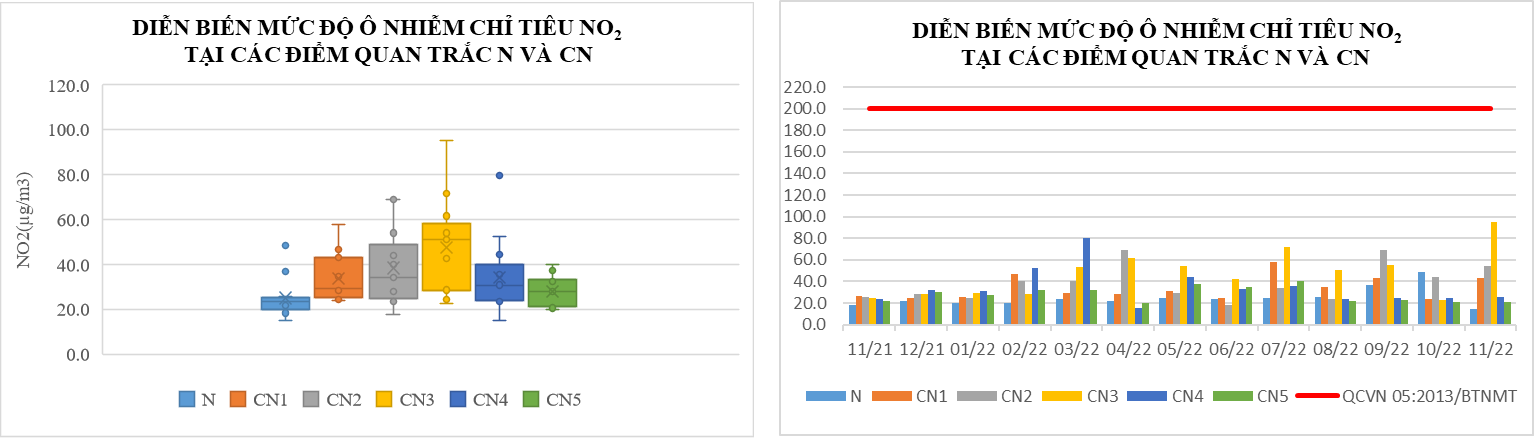 DIỄN BIẾN MỨC ĐỘ Ô NHIỄM CHỈ TIÊU NO₂
TẠI CÁC ĐIỂM QUAN TRẮC N VÀ CN
NO2(µg/m3)
120.0
100.0
80.0
60.0
40.0
20.0
0.0
N CN1 CN2 CN3 CN4 CN5
DIỄN BIẾN MỨC ĐỘ Ô NHIỄM CHỈ TIÊU NO₂
TẠI CÁC ĐIỂM QUAN TRẮC N VÀ CN
220.0
200.0
180.0
160.0
140.0
120.0
100.0
80.0
60.0
40.0
20.0
0.0
11/21 12/21 01/22 02/22 03/22 04/22 05/22 06/22 07/22 08/22 09/22 10/22 11/22
N CN1 CN2 CN3 CN4 CN5 QCVN 05:2013/BTNMT